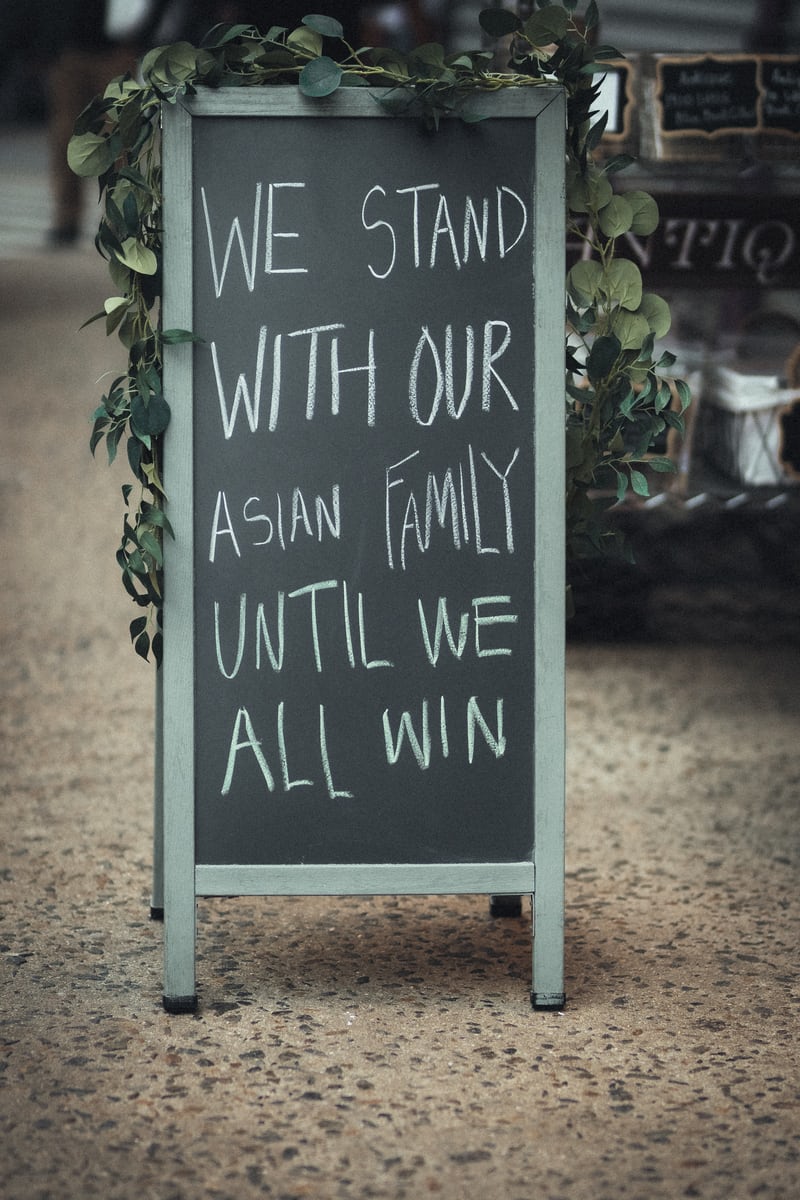 WE STAND
WITH OUR
ASIAN FAMILY
UNTIL WE
ALL WIN